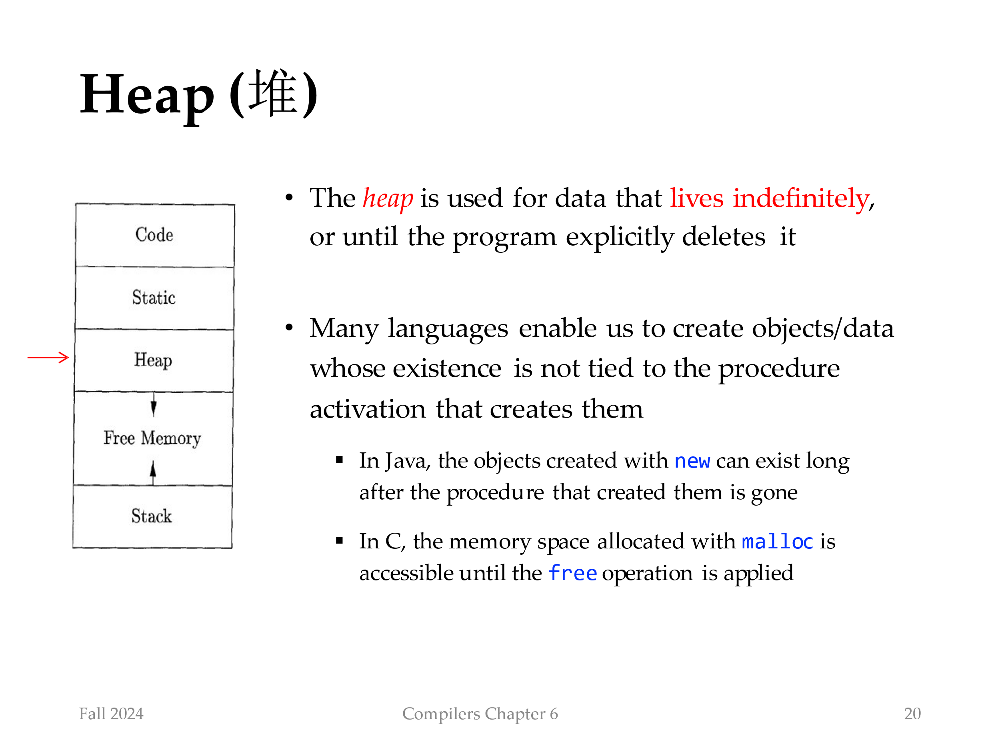 Heap (堆)
Code
Static
Heap
Free Memory
Stack
• The heap is used for data that lives indefinitely,
or until the program explicitly deletes it
• Many languages enable us to create objects/data
whose existence is not tied to the procedure
activation that creates them
▪ In Java, the objects created with new can exist long
after the procedure that created them is gone
▪ In C, the memory space allocated with malloc is
accessible until the free operation is applied
Fall 2024
Compilers Chapter 6
20